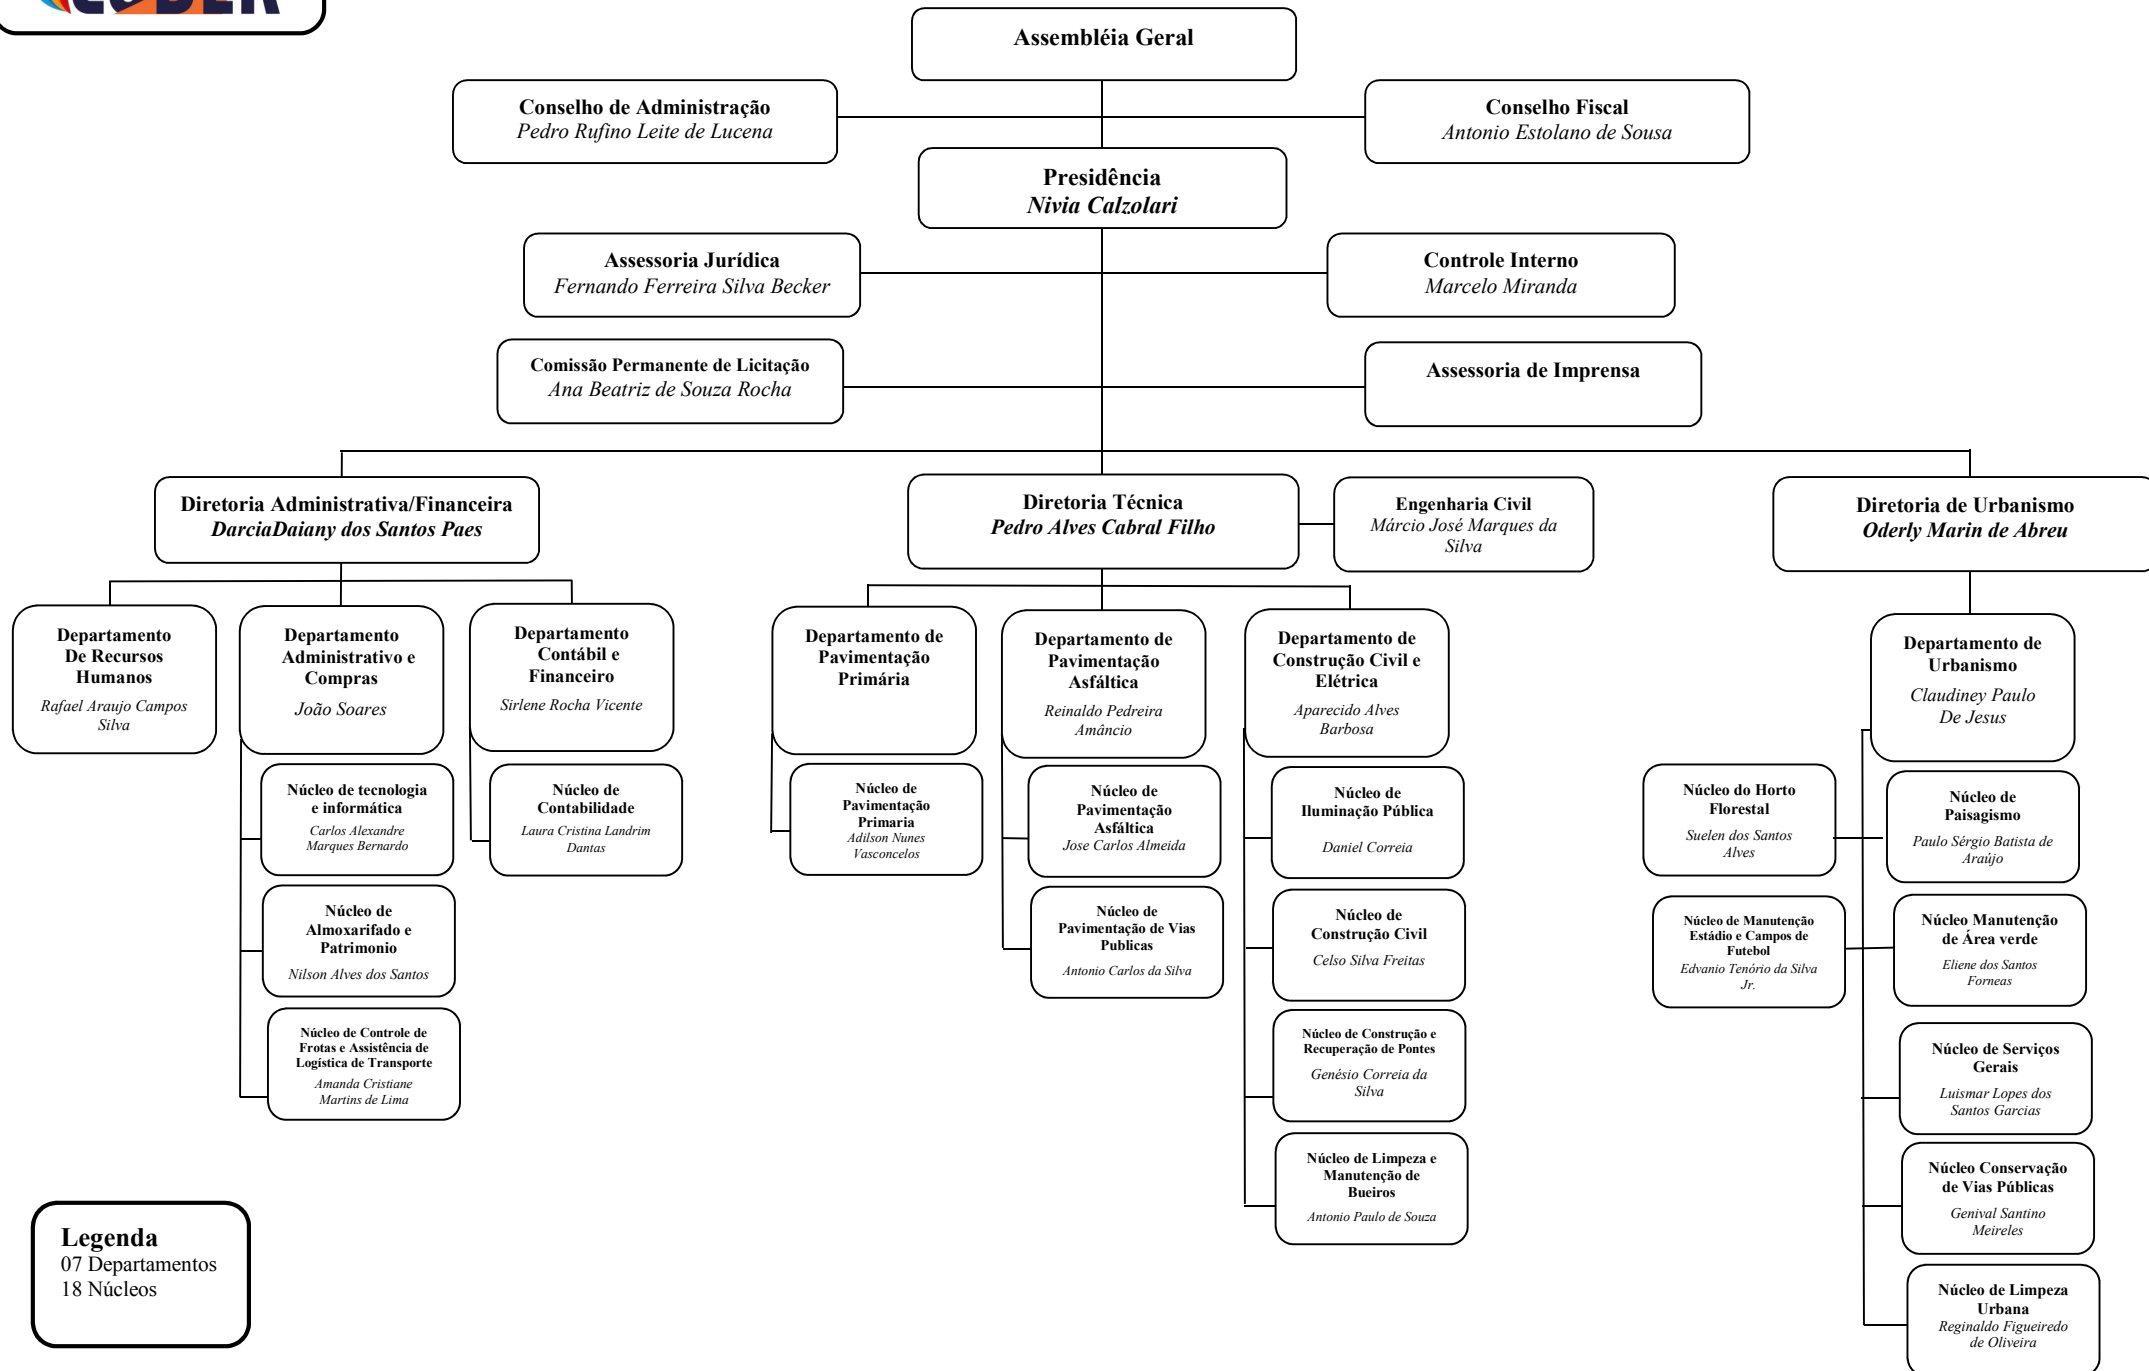 CODER
Assembléia Geral
Conselho de Administração
Pedro Rufino Leite de Lucena
Conselho Fiscal
Antonio Estolano de Sousa
Presidência
Nivia Calzolari
Assessoria Jurídica
Fernando Ferreira Silva Becker
Controle Interno
Marcelo Miranda
Comissão Permanente de Licitação
Ana Beatriz de Souza Rocha
Assessoria de Imprensa
Diretoria Administrativa/Financeira
DarciaDaiany dos Santos Paes
Diretoria Técnica
Pedro Alves Cabral Filho
Engenharia Civil
Márcio José Marques da
Silva
Diretoria de Urbanismo
Oderly Marin de Abreu
Departamento
De Recursos
Humanos
Rafael Araujo Campos
Silva
Departamento
Administrativo e
Compras
João Soares
Departamento
Contábil e
Financeiro
Sirlene Rocha Vicente
Departamento de
Pavimentação
Primária
Departamento de
Pavimentação
Asfáltica
Reinaldo Pedreira
Amâncio
Departamento de
Construção Civil e
Elétrica
Aparecido Alves
Barbosa
Departamento de
Urbanismo
Claudiney Paulo
De Jesus
Núcleo de tecnologia
e informática
Carlos Alexandre
Marques Bernardo
Núcleo de
Contabilidade
Laura Cristina Landrim
Dantas
Núcleo de
Pavimentação
Primaria
Adilson Nunes
Vasconcelos
Núcleo de
Pavimentação
Asfáltica
Jose Carlos Almeida
Núcleo de
Iluminação Pública
Daniel Correia
Núcleo do Horto
Florestal
Suelen dos Santos
Alves
Núcleo de
Paisagismo
Paulo Sérgio Batista de
Araújo
Núcleo de
Almoxarifado e
Patrimonio
Nilson Alves dos Santos
Núcleo de
Pavimentação de Vias
Publicas
Antonio Carlos da Silva
Núcleo de
Construção Civil
Celso Silva Freitas
Núcleo de Manutenção
Estádio e Campos de
Futebol
Edvanio Tenório da Silva
Jr.
Núcleo Manutenção
de Área verde
Eliene dos Santos
Forneas
Núcleo de Controle de
Frotas e Assistência de
Logística de Transporte
Amanda Cristiane
Martins de Lima
Núcleo de Construção e
Recuperação de Pontes
Genésio Correia da
Silva
Núcleo de Serviços
Gerais
Luismar Lopes dos
Santos Garcias
Núcleo de Limpeza e
Manutenção de
Bueiros
Antonio Paulo de Souza
Núcleo Conservação
de Vias Públicas
Genival Santino
Meireles
Núcleo de Limpeza
Urbana
Reginaldo Figueiredo
de Oliveira
Legenda
07 Departamentos
18 Núcleos